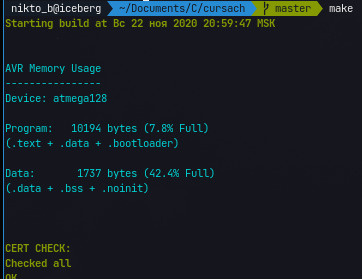 nikto_b@iceberg ~/Documents/C/cursach master make
Starting build at Вс 22 ноя 2020 20:59:47 MSK
AVR Memory Usage
----------------
Device: atmega128
Program:   10194 bytes (7.8% Full)
(.text + .data + .bootloader)
Data:       1737 bytes (42.4% Full)
(.data + .bss + .noinit)
CERT CHECK:
Checked all
OK